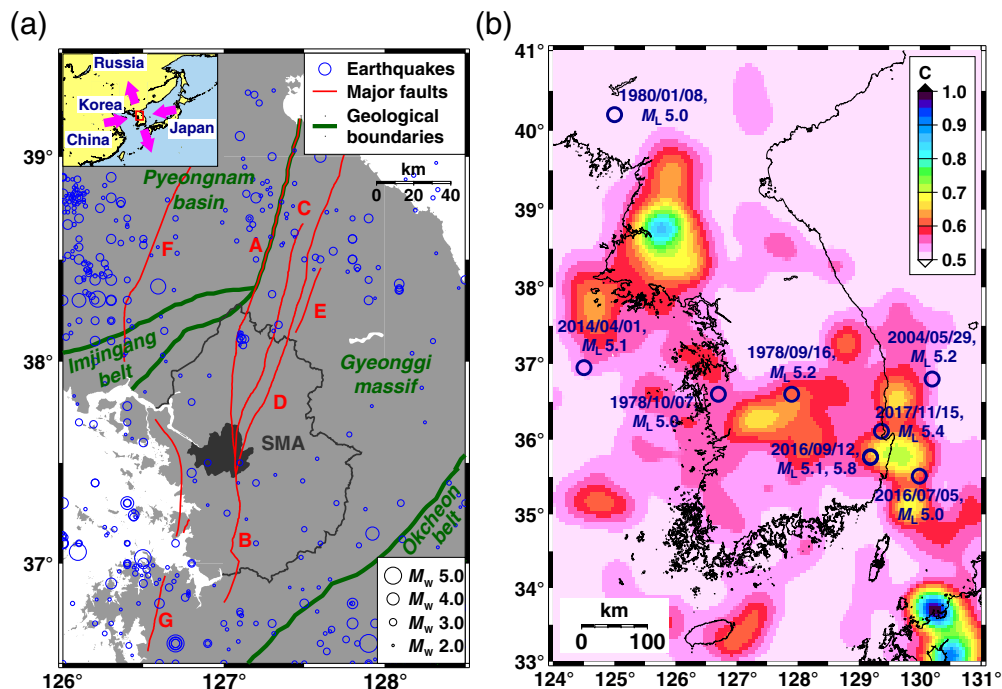 (a)
Russia
Korea
China
Japan
Earthquakes
Major faults
Geological
boundaries
km
0 20 40
39°
38°
37°
126°
127°
128°
Pyeongnam
basin
F
A
C
E
Imjingang
belt
Gyeonggi
massif
D
SMA
B
G
Okcheon
belt
Mw 5.0
Mw 4.0
Mw 3.0
Mw 2.0
(b)
41°
40°
39°
38°
37°
36°
35°
34°
33°
124°
125°
126°
127°
128°
129°
130°
131°
C
1.0
0.9
0.8
0.7
0.6
0.5
1980/01/08,
ML 5.0
2014/04/01,
ML 5.1
1978/09/16,
ML 5.2
2004/05/29,
ML 5.2
1978/10/07,
ML 5.0
2017/11/15,
ML 5.4
2016/09/12,
ML 5.1, 5.8
2016/07/05,
ML 5.0
km
0 100